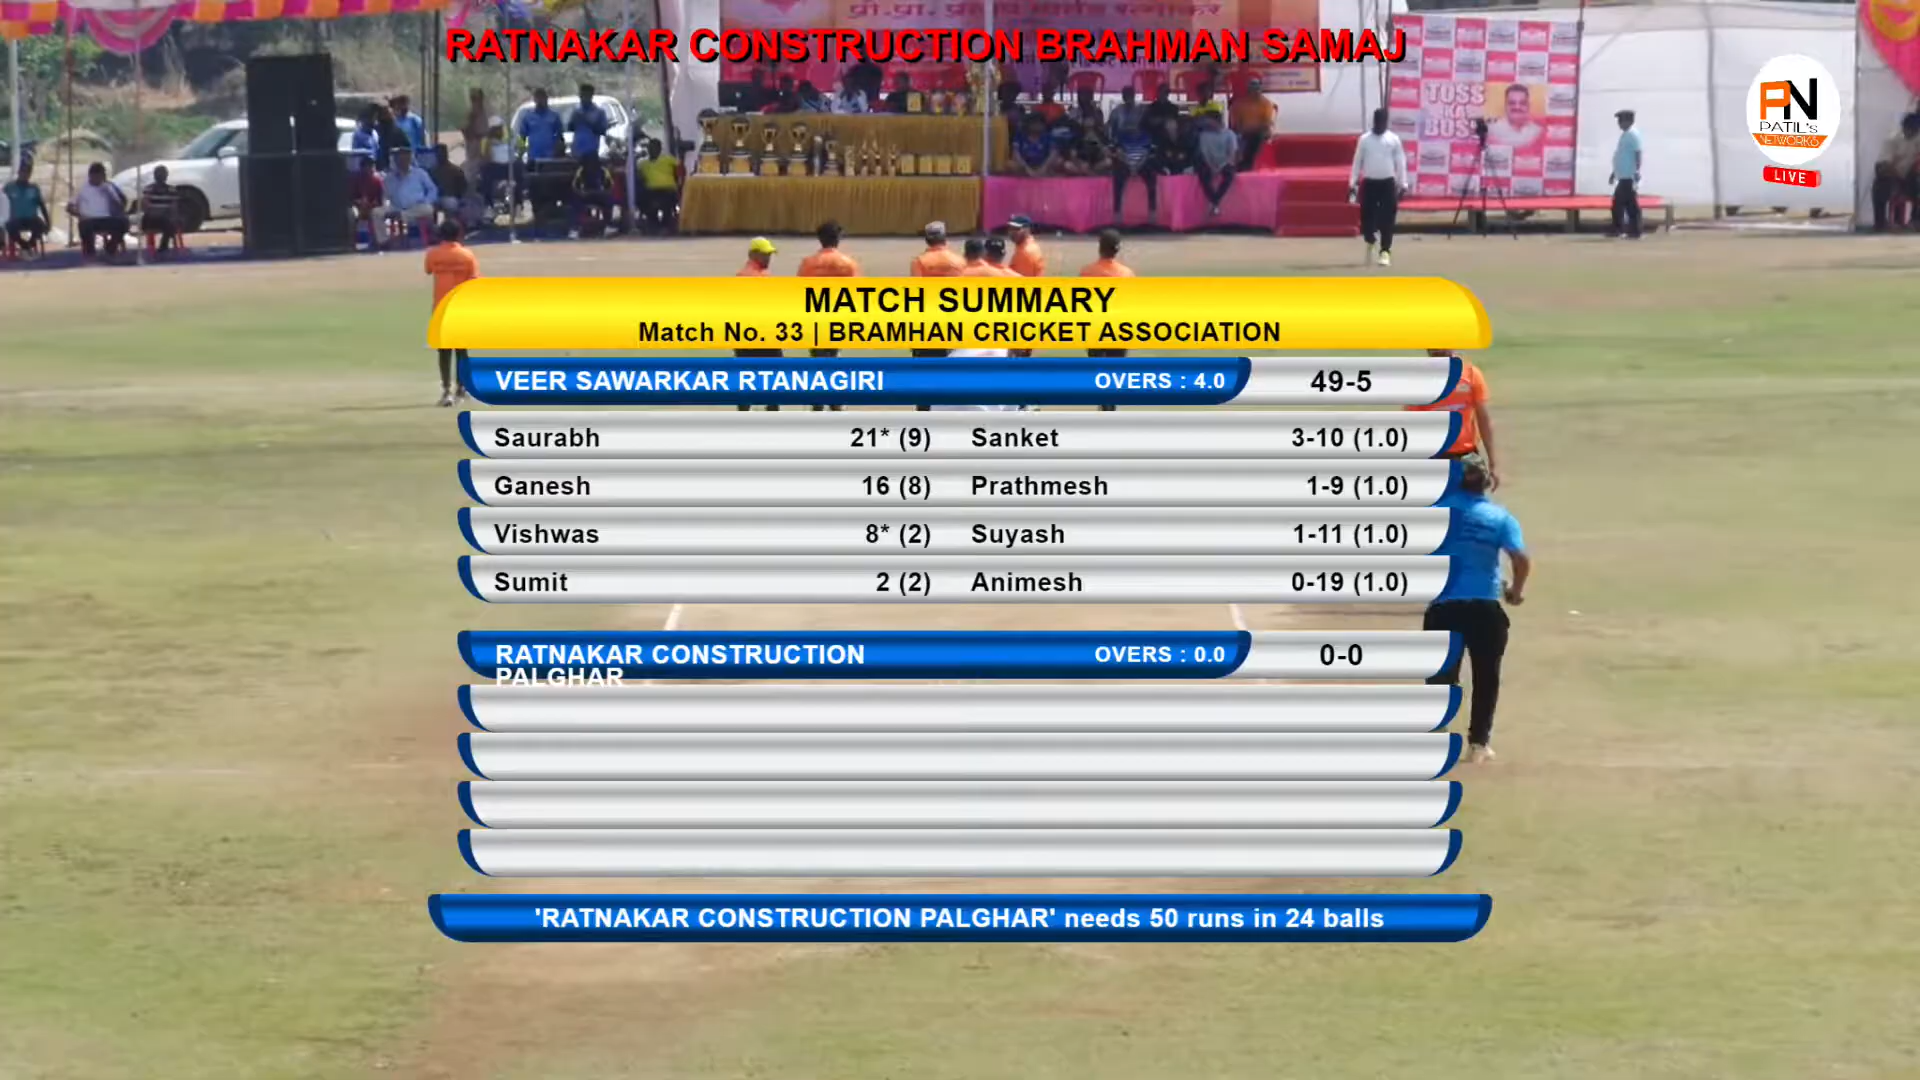 प्रो.प्रा.
RATNAKAR CONSTRUCTION BRAHMAN SAMAJ
TOSS
KA
BOSS
PN
PATIL's
NETWORKS
LIVE
MATCH SUMMARY
Match No. 33 | BRAMHAN CRICKET ASSOCIATION
VEER SAWARKAR RTANAGIRI OVERS : 4.0 49-5
Saurabh 21* (9) Sanket 3-10 (1.0)
Ganesh 16 (8) Prathmesh 1-9 (1.0)
Vishwas 8* (2) Suyash 1-11 (1.0)
Sumit 2 (2) Animesh 0-19 (1.0)
RATNAKAR CONSTRUCTION OVERS : 0.0 0-0
PALGHAR
'RATNAKAR CONSTRUCTION PALGHAR' needs 50 runs in 24 balls